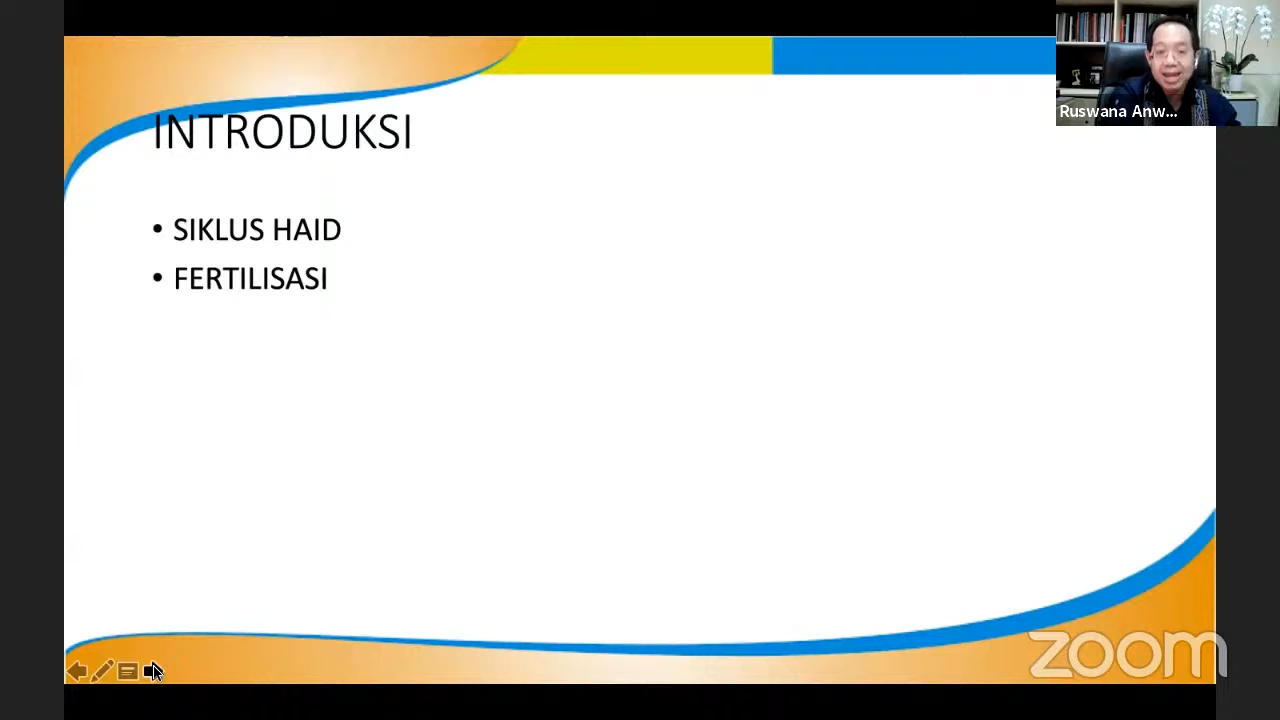 Ruswana Anw...
INTRODUKSI
• SIKLUS HAID
• FERTILISASI
zoom